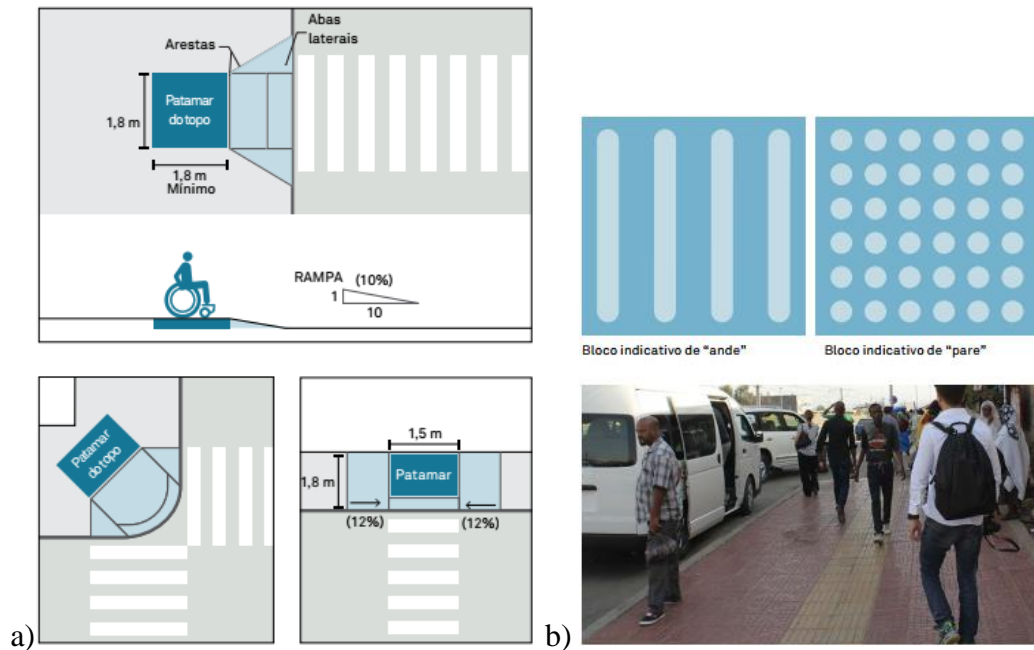 Abas
laterais
Arestas
Patamar
do topo
1,8 m
1,8 m
Mínimo
RAMPA (10%)
1
10
Patamar
do topo
1,5 m
Patamar
1,8 m
(12%)
(12%)
a)
Bloco indicativo de “ande”
Bloco indicativo de “pare”
b)